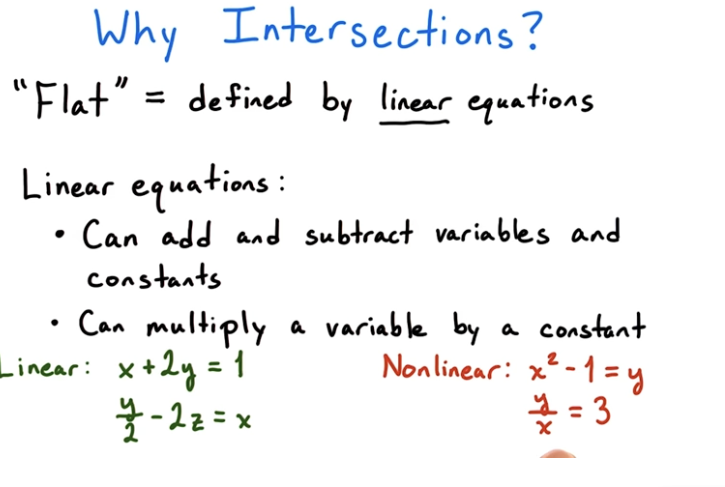 Why Intersections?
"Flat" = defined by linear equations
Linear equations:
• Can add and subtract variables and
constants
• Can multiply a variable by a constant
Linear: x + 2y = 1
y/2 - 2z = x
Nonlinear: x² - 1 = y
y/x = 3